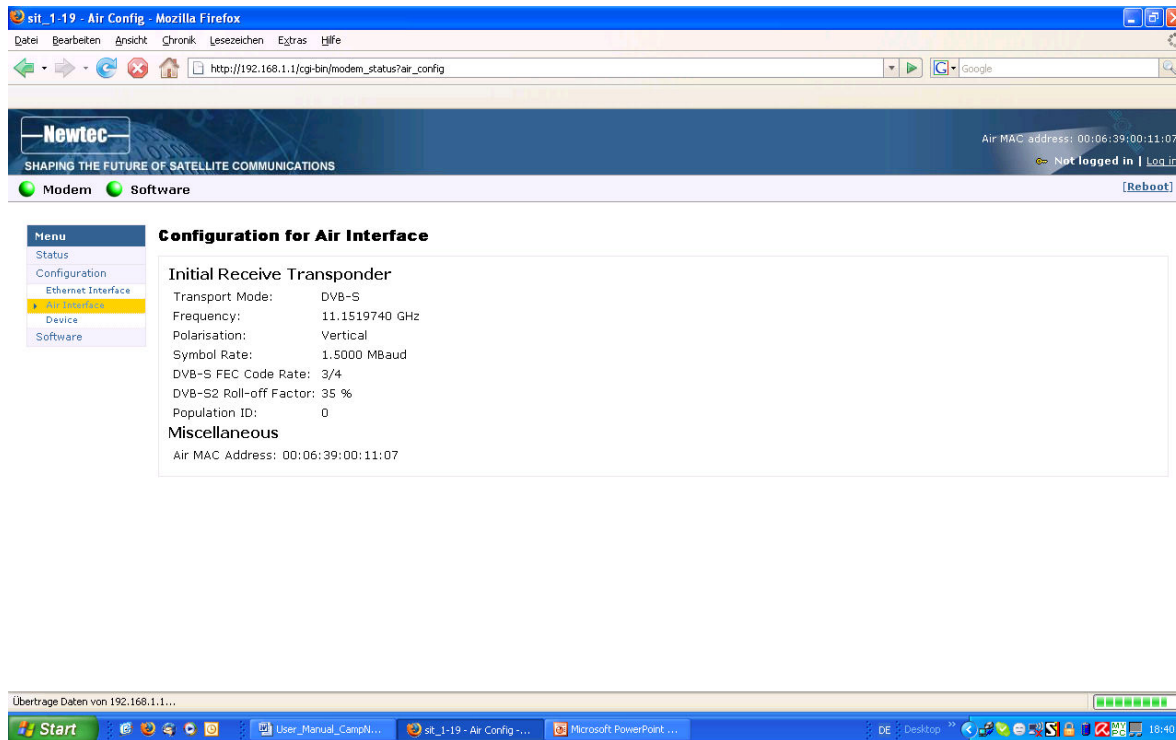 sit_1-19 - Air Config - Mozilla Firefox
Datei Bearbeiten Ansicht Chronik Lesezeichen Extras Hilfe
http://192.168.1.1/cgi-bin/modem_status?air_config
Google
Newtec
SHAPING THE FUTURE OF SATELLITE COMMUNICATIONS
Air MAC address: 00:06:39:00:11:07
Not logged in | Log in
Modem Software
[Reboot]
Menu
Status
Configuration
Ethernet Interface
Air Interface
Device
Software
Configuration for Air Interface
Initial Receive Transponder
Transport Mode: DVB-S
Frequency: 11.1519740 GHz
Polarisation: Vertical
Symbol Rate: 1.5000 MBaud
DVB-S FEC Code Rate: 3/4
DVB-S2 Roll-off Factor: 35 %
Population ID: 0
Miscellaneous
Air MAC Address: 00:06:39:00:11:07
Übertrage Daten von 192.168.1.1...
Start
User_Manual_CampN...
sit_1-19 - Air Config -...
Microsoft PowerPoint ...
DE Desktop »
18:40